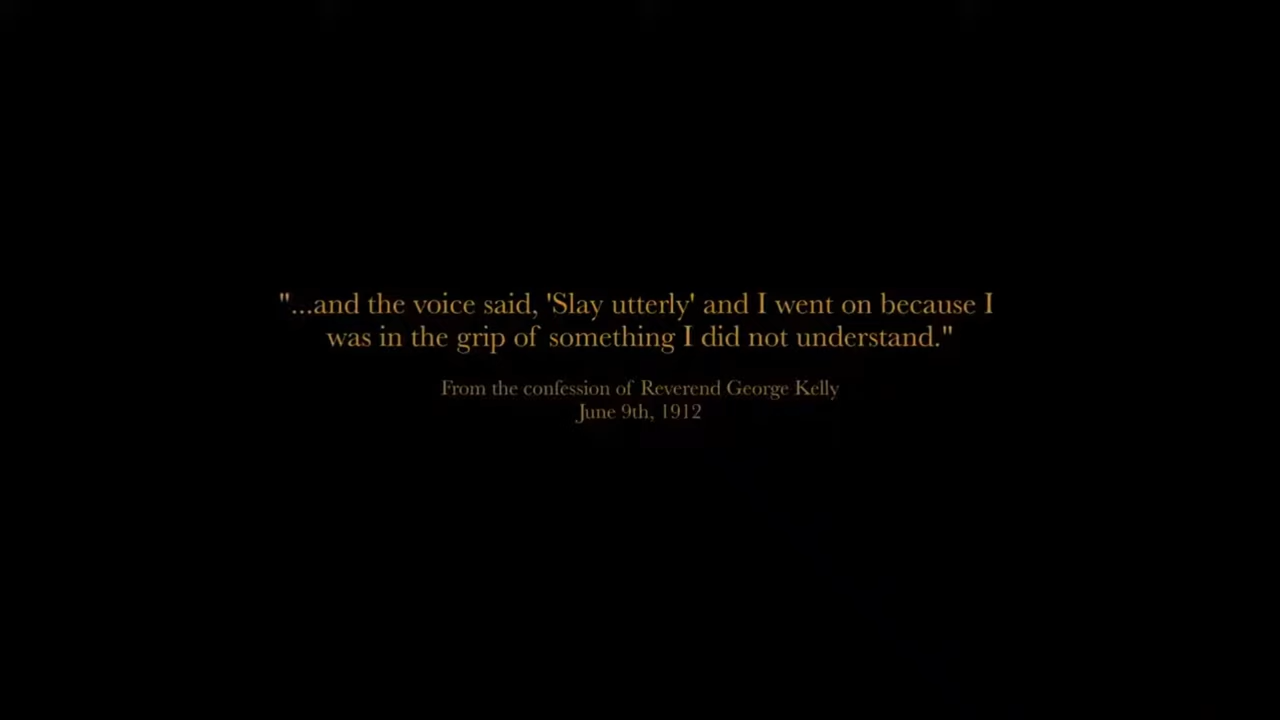 "...and the voice said, 'Slay utterly' and I went on because I
was in the grip of something I did not understand."
From the confession of Reverend George Kelly
June 9th, 1912